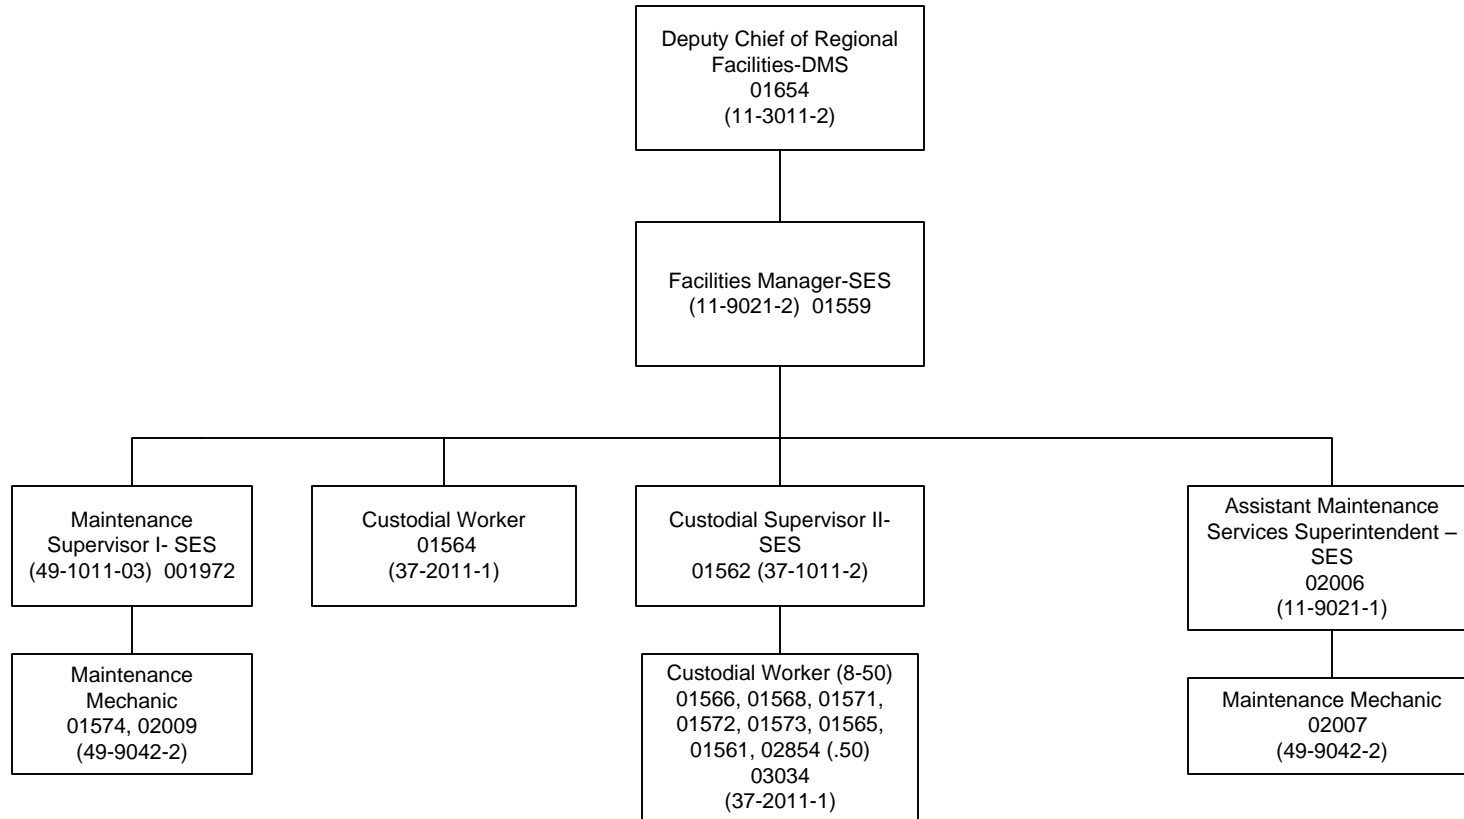 Deputy Chief of Regional
Facilities-DMS
01654
(11-3011-2)
Facilities Manager-SES
(11-9021-2)  01559
Maintenance
Supervisor I- SES
(49-1011-03)  001972
Custodial Worker
01564
(37-2011-1)
Custodial Supervisor II-
SES
01562 (37-1011-2)
Assistant Maintenance
Services Superintendent –
SES
02006
(11-9021-1)
Maintenance
Mechanic
01574, 02009
(49-9042-2)
Custodial Worker (8-50)
01566, 01568, 01571,
01572, 01573, 01565,
01561, 02854 (.50)
03034
(37-2011-1)
Maintenance Mechanic
02007
(49-9042-2)